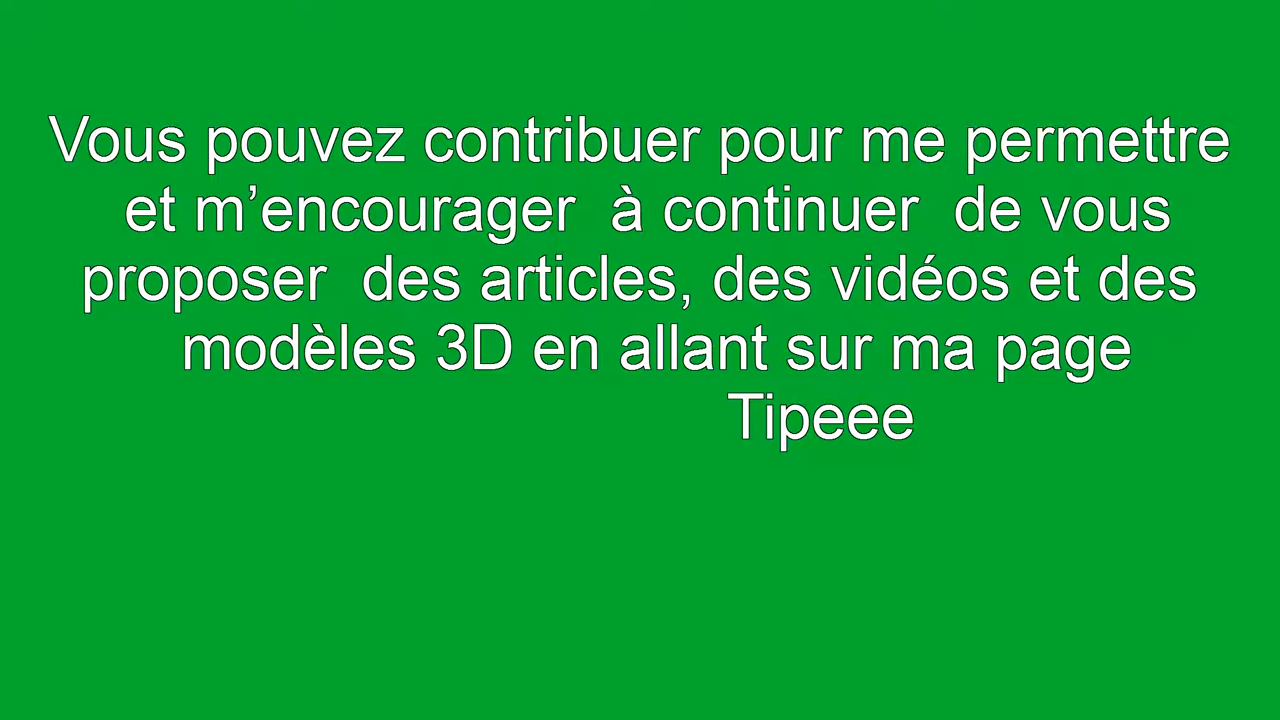 Vous pouvez contribuer pour me permettre
et m’encourager à continuer de vous
proposer des articles, des vidéos et des
modèles 3D en allant sur ma page
Tipeee